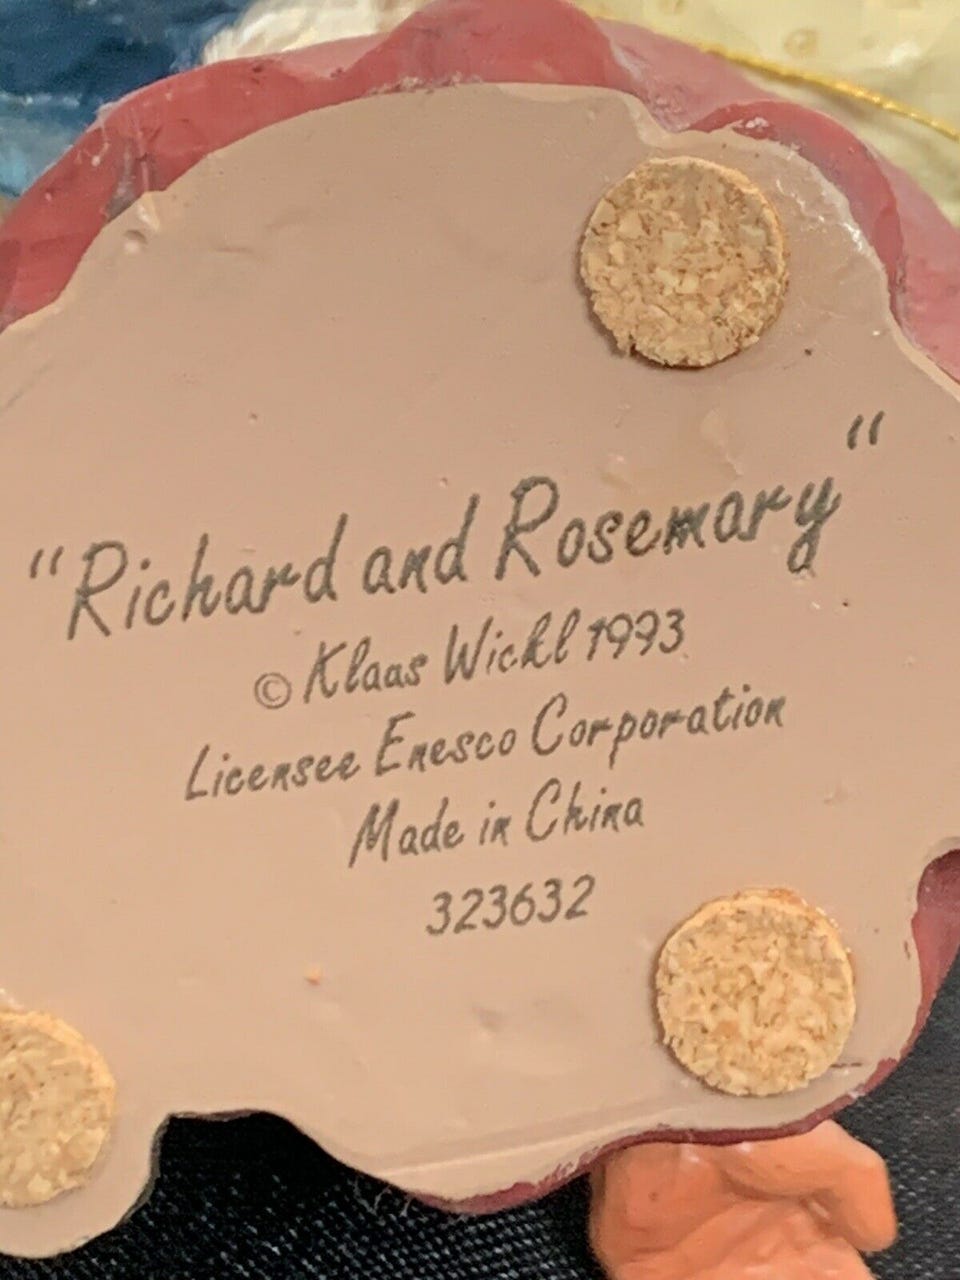 "Richard and Rosemary"
© Klaas Wickl 1993
Licensee Enesco Corporation
Made in China
323632